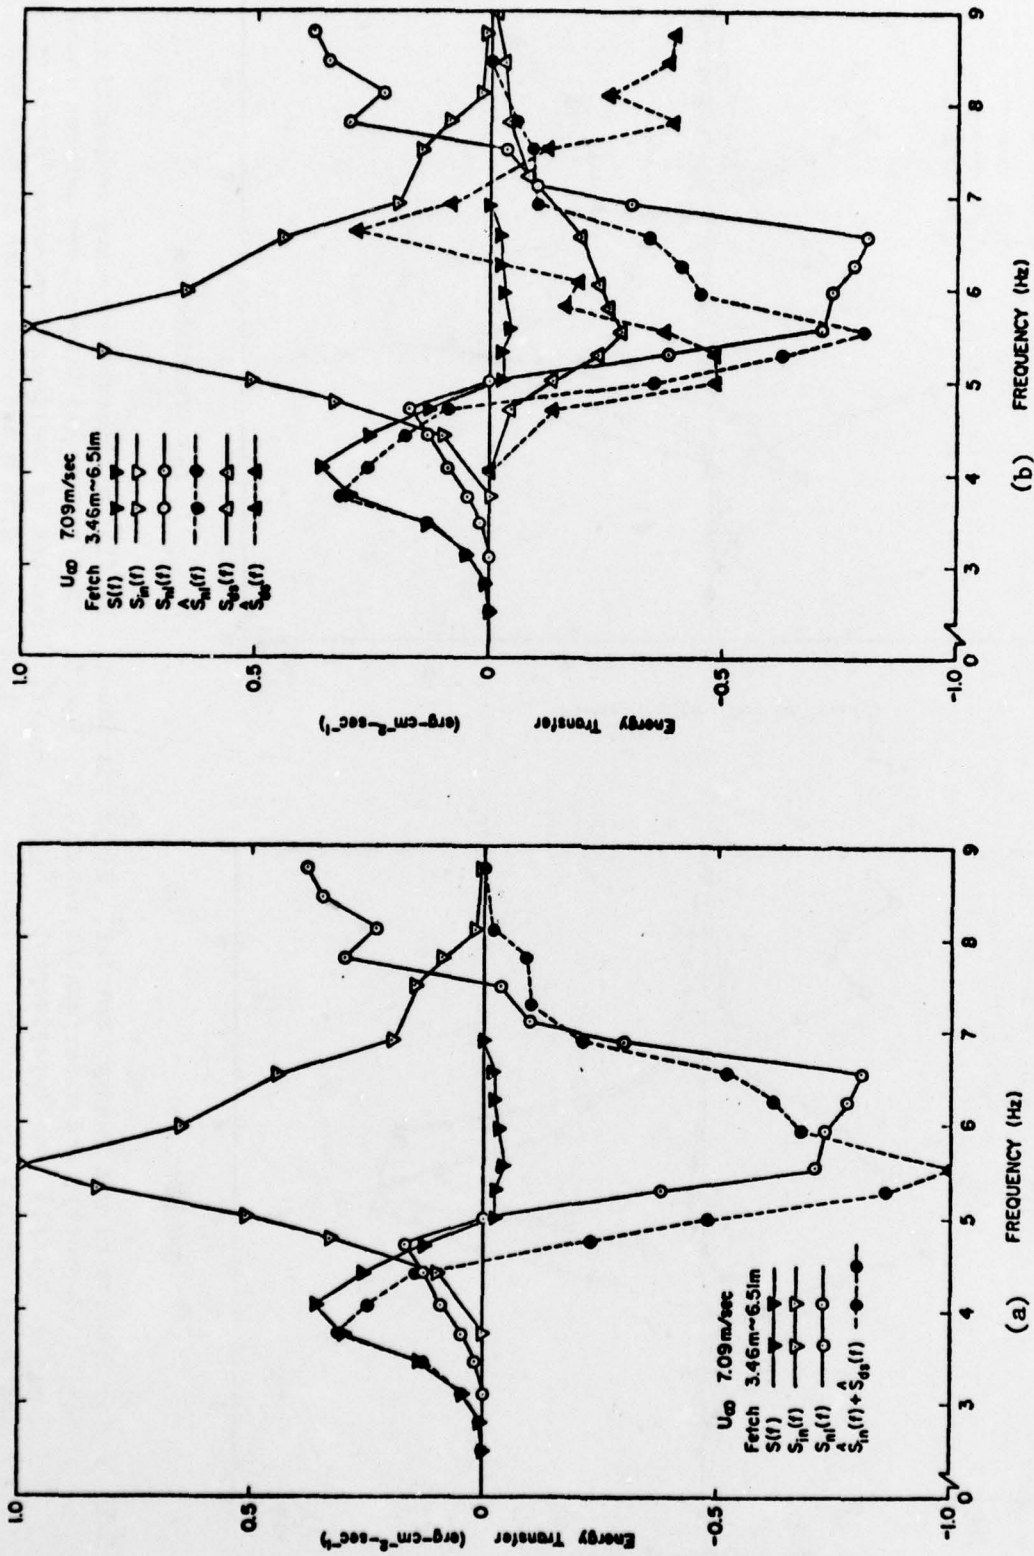 1.0
0.5
0
-0.5
-1.0
Energy Transfer
(erg-cm⁻²-sec⁻¹)
0
3
4
5
6
7
8
9
FREQUENCY (Hz)
(a)
U∞ 7.09m/sec
Fetch 3.46m~6.51m
S(f)
Sin(f)
Snl(f)
Ŝin(f) + Ŝds(f)
1.0
0.5
0
-0.5
-1.0
Energy Transfer
(erg-cm⁻²-sec⁻¹)
0
3
4
5
6
7
8
9
FREQUENCY (Hz)
(b)
U∞ 7.09m/sec
Fetch 3.46m~6.51m
S(f)
Sin(f)
Snl(f)
Ŝnl(f)
Sds(f)
Ŝds(f)